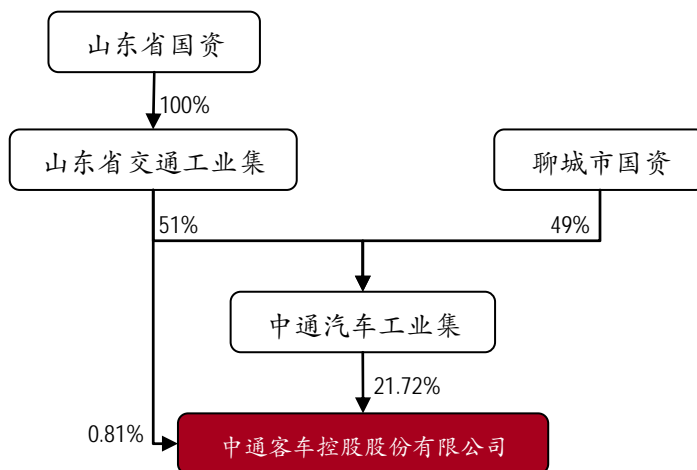 山东省国资
100%
山东省交通工业集
聊城市国资
51%
49%
中通汽车工业集
21.72%
0.81%
中通客车控股股份有限公司